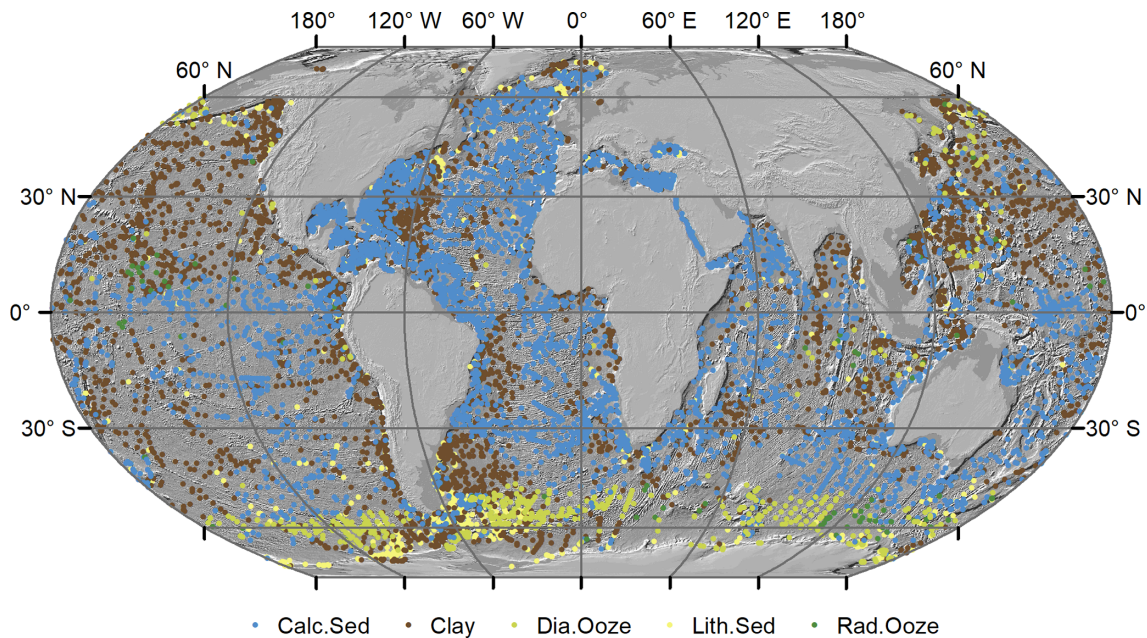 180° 120° W 60° W 0° 60° E 120° E 180°
60° N 60° N
30° N 30° N
0° 0°
30° S 30° S
Calc.Sed Clay Dia.Ooze Lith.Sed Rad.Ooze